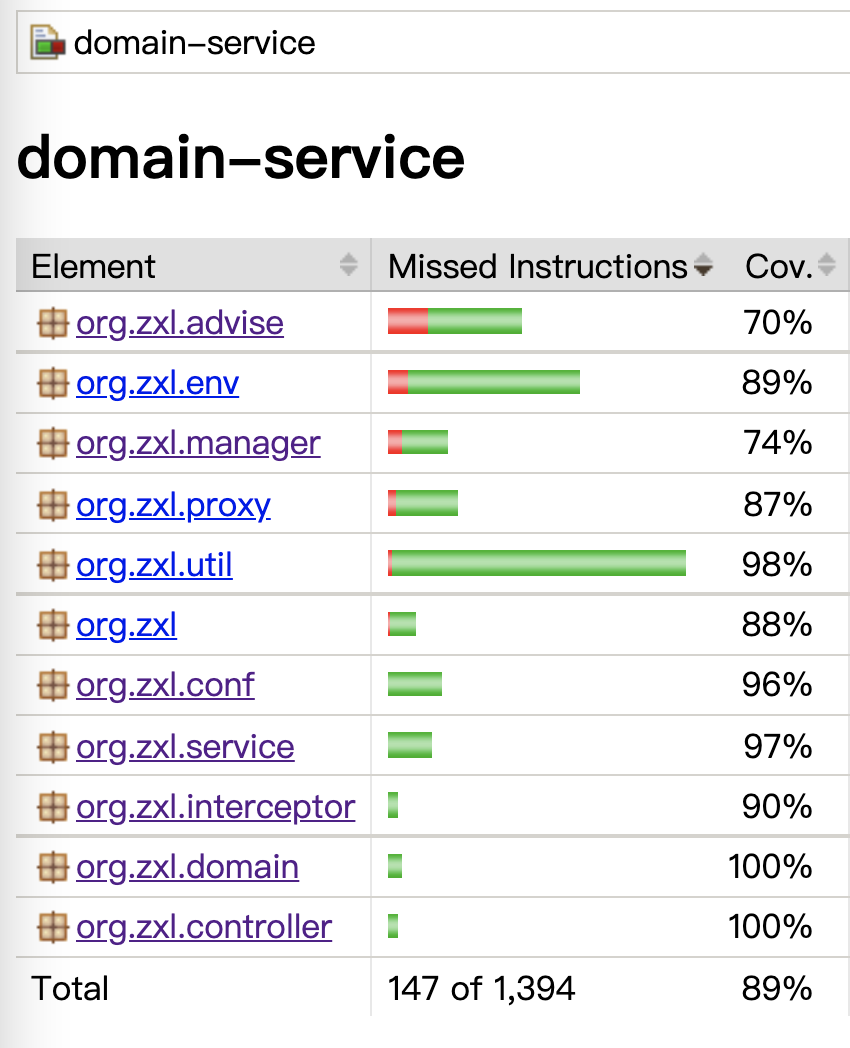 domain-service
domain-service
Element Missed Instructions Cov.
org.zxl.advise 70%
org.zxl.env 89%
org.zxl.manager 74%
org.zxl.proxy 87%
org.zxl.util 98%
org.zxl 88%
org.zxl.conf 96%
org.zxl.service 97%
org.zxl.interceptor 90%
org.zxl.domain 100%
org.zxl.controller 100%
Total 147 of 1,394 89%